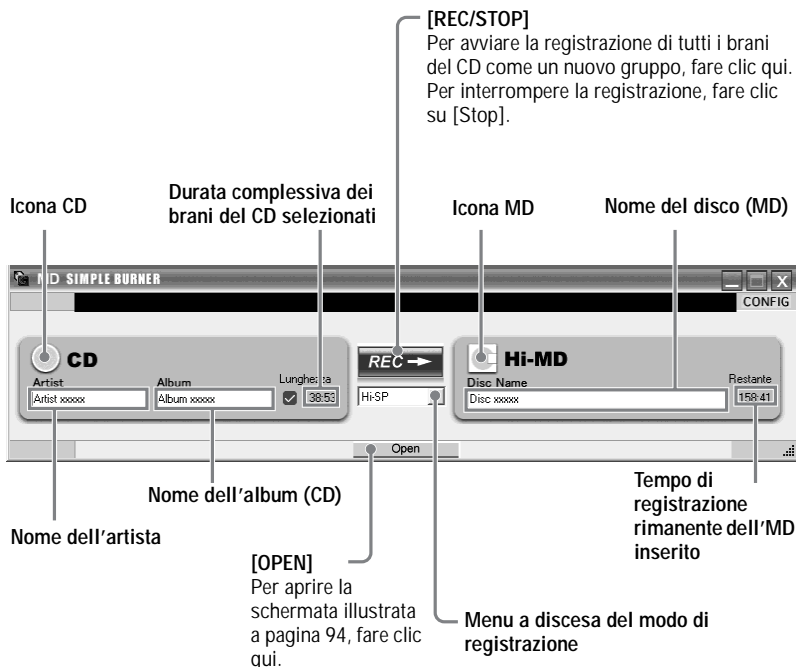 [REC/STOP]
Per avviare la registrazione di tutti i brani
del CD come un nuovo gruppo, fare clic qui.
Per interrompere la registrazione, fare clic
su [Stop].
Icona CD
Durata complessiva dei
brani del CD selezionati
Icona MD
Nome del disco (MD)
MD SIMPLE BURNER
CONFIG
CD
Artist
Album
Lunghezza
Artist xxxxx
Album xxxxx
38:53
REC
Hi-SP
Hi-MD
Disc Name
Restante
Disc xxxxx
158:41
Open
Nome dell'artista
Nome dell'album (CD)
[OPEN]
Per aprire la
schermata illustrata
a pagina 94, fare clic
qui.
Menu a discesa del modo di
registrazione
Tempo di
registrazione
rimanente dell'MD
inserito